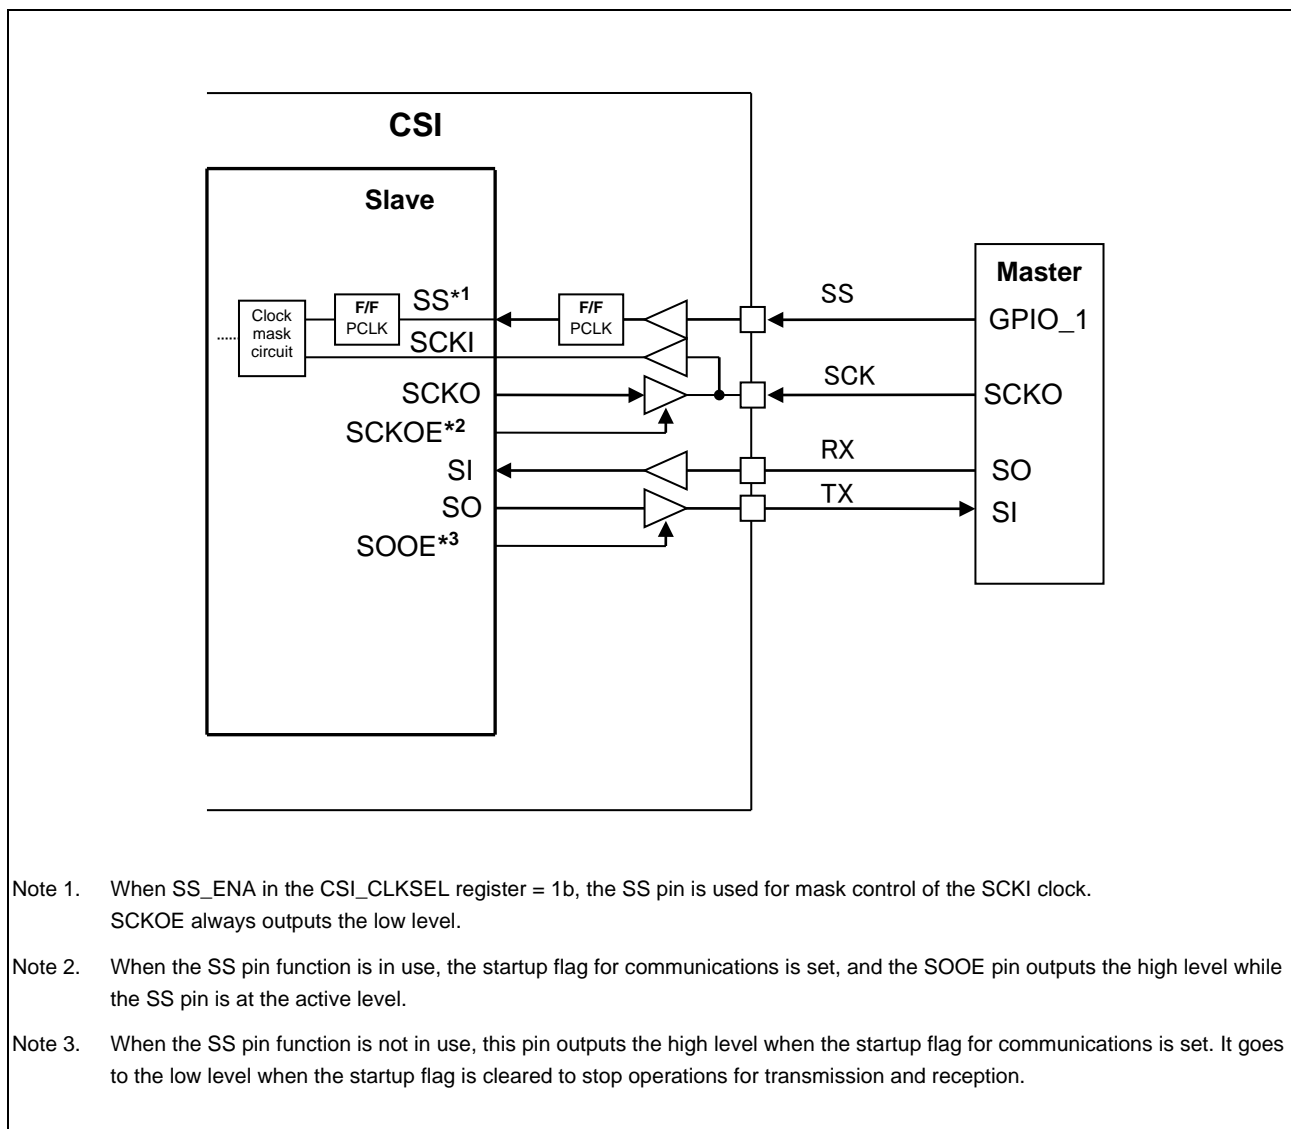 CSI
Slave
Master
SS
GPIO_1
F/F
PCLK
SS*1
F/F
PCLK
Clock
mask
circuit
SCKI
SCK
SCKO
SCKO
SCKOE*2
RX
SI
SO
TX
SO
SI
SOOE*3
Note 1. When SS_ENA in the CSI_CLKSEL register = 1b, the SS pin is used for mask control of the SCKI clock.
SCKOE always outputs the low level.
Note 2. When the SS pin function is in use, the startup flag for communications is set, and the SOOE pin outputs the high level while
the SS pin is at the active level.
Note 3. When the SS pin function is not in use, this pin outputs the high level when the startup flag for communications is set. It goes
to the low level when the startup flag is cleared to stop operations for transmission and reception.